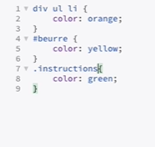 1 div ul li {
2 color: orange;
3 }
4 #beurre {
5 color: yellow;
6 }
7 .instructions{
8 color: green;
9 }